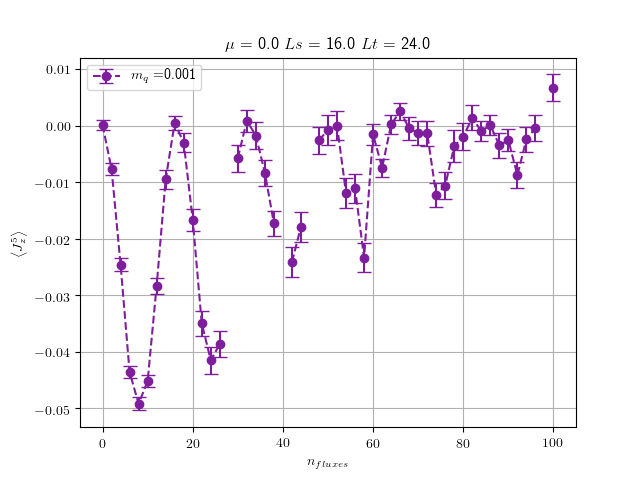 μ = 0.0 Ls = 16.0 Lt = 24.0
m_q =0.001
0.01
0.00
−0.01
−0.02
−0.03
−0.04
−0.05
⟨J_z^5⟩
0 20 40 60 80 100
n_fluxes